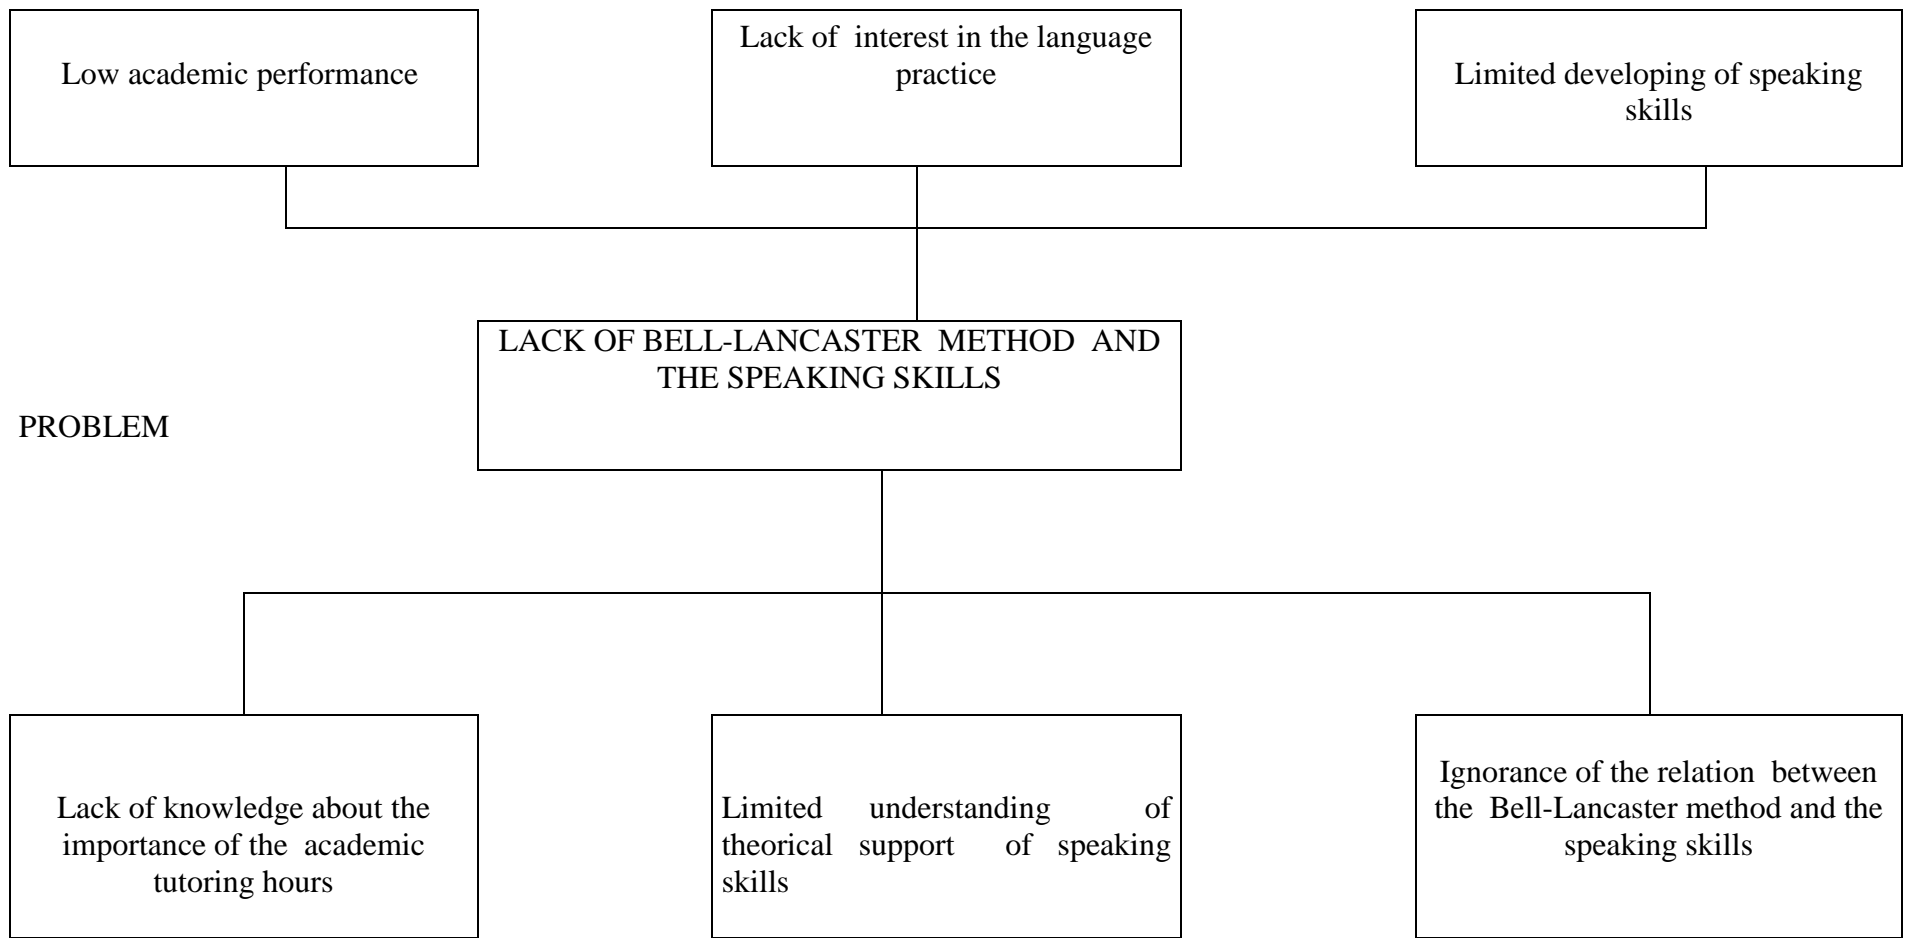 Low academic performance
Lack of  interest in the language
practice
Limited developing of speaking
skills
LACK OF BELL-LANCASTER  METHOD  AND
THE SPEAKING SKILLS
PROBLEM
Lack of knowledge about the
importance of the  academic
tutoring hours
Limited understanding of
theorical support of speaking
skills
Ignorance of the relation  between
the  Bell-Lancaster method and the
speaking skills